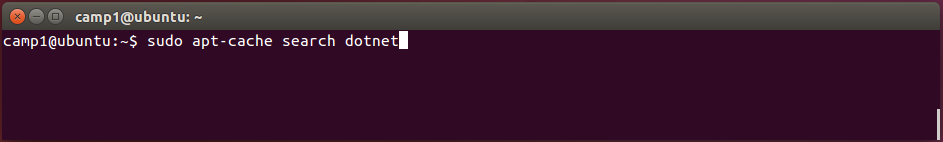 camp1@ubuntu: ~
camp1@ubuntu:~$ sudo apt-cache search dotnet